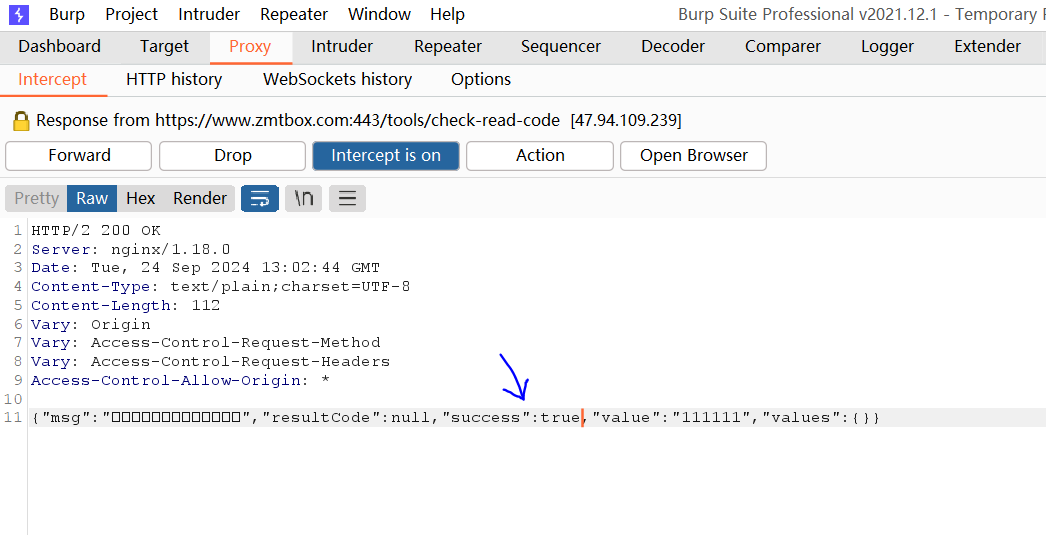 Burp Project Intruder Repeater Window Help Burp Suite Professional v2021.12.1 - Temporary
Dashboard Target Proxy Intruder Repeater Sequencer Decoder Comparer Logger Extender
Intercept HTTP history WebSockets history Options
Response from https://www.zmtbox.com:443/tools/check-read-code [47.94.109.239]
Forward Drop Intercept is on Action Open Browser
Pretty Raw Hex Render \n
1 HTTP/2 200 OK
2 Server: nginx/1.18.0
3 Date: Tue, 24 Sep 2024 13:02:44 GMT
4 Content-Type: text/plain;charset=UTF-8
5 Content-Length: 112
6 Vary: Origin
7 Vary: Access-Control-Request-Method
8 Vary: Access-Control-Request-Headers
9 Access-Control-Allow-Origin: *
10
11 {"msg":"□□□□□□□□□□□□□","resultCode":null,"success":true,"value":"111111","values":{}}